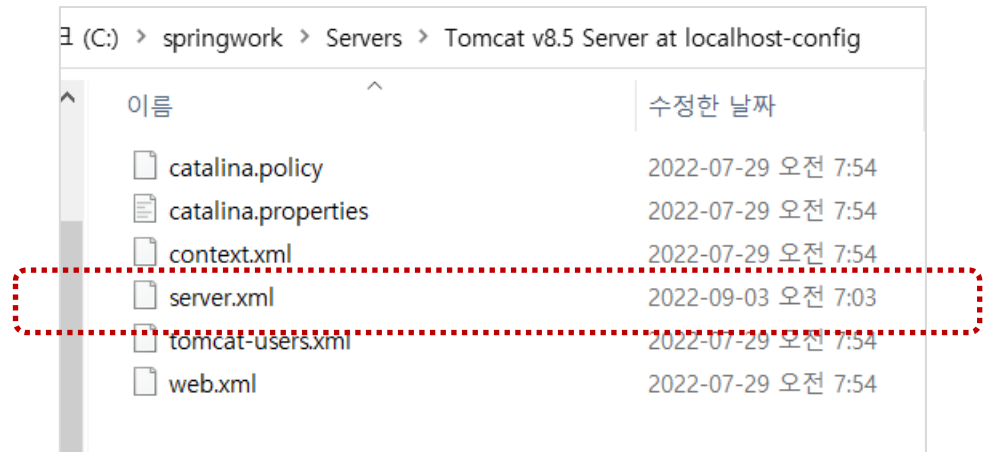 (C:) > springwork > Servers > Tomcat v8.5 Server at localhost-config
이름 수정한 날짜
catalina.policy 2022-07-29 오전 7:54
catalina.properties 2022-07-29 오전 7:54
context.xml 2022-07-29 오전 7:54
server.xml 2022-09-03 오전 7:03
tomcat-users.xml 2022-07-29 오전 7:54
web.xml 2022-07-29 오전 7:54